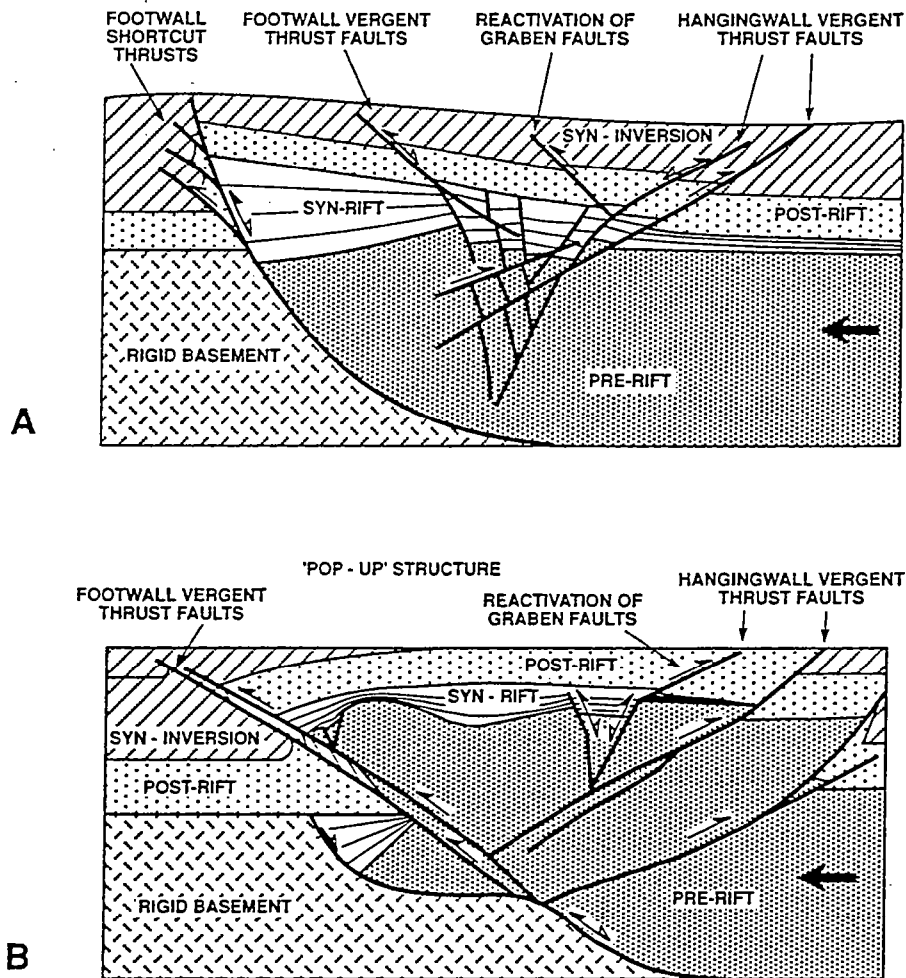 FOOTWALL
SHORTCUT
THRUSTS
FOOTWALL VERGENT
THRUST FAULTS
REACTIVATION OF
GRABEN FAULTS
HANGINGWALL VERGENT
THRUST FAULTS
SYN - INVERSION
SYN-RIFT
POST-RIFT
RIGID BASEMENT
PRE-RIFT
A
'POP - UP' STRUCTURE
FOOTWALL VERGENT
THRUST FAULTS
REACTIVATION OF
GRABEN FAULTS
HANGINGWALL VERGENT
THRUST FAULTS
POST-RIFT
SYN - RIFT
SYN - INVERSION
POST-RIFT
RIGID BASEMENT
PRE-RIFT
B